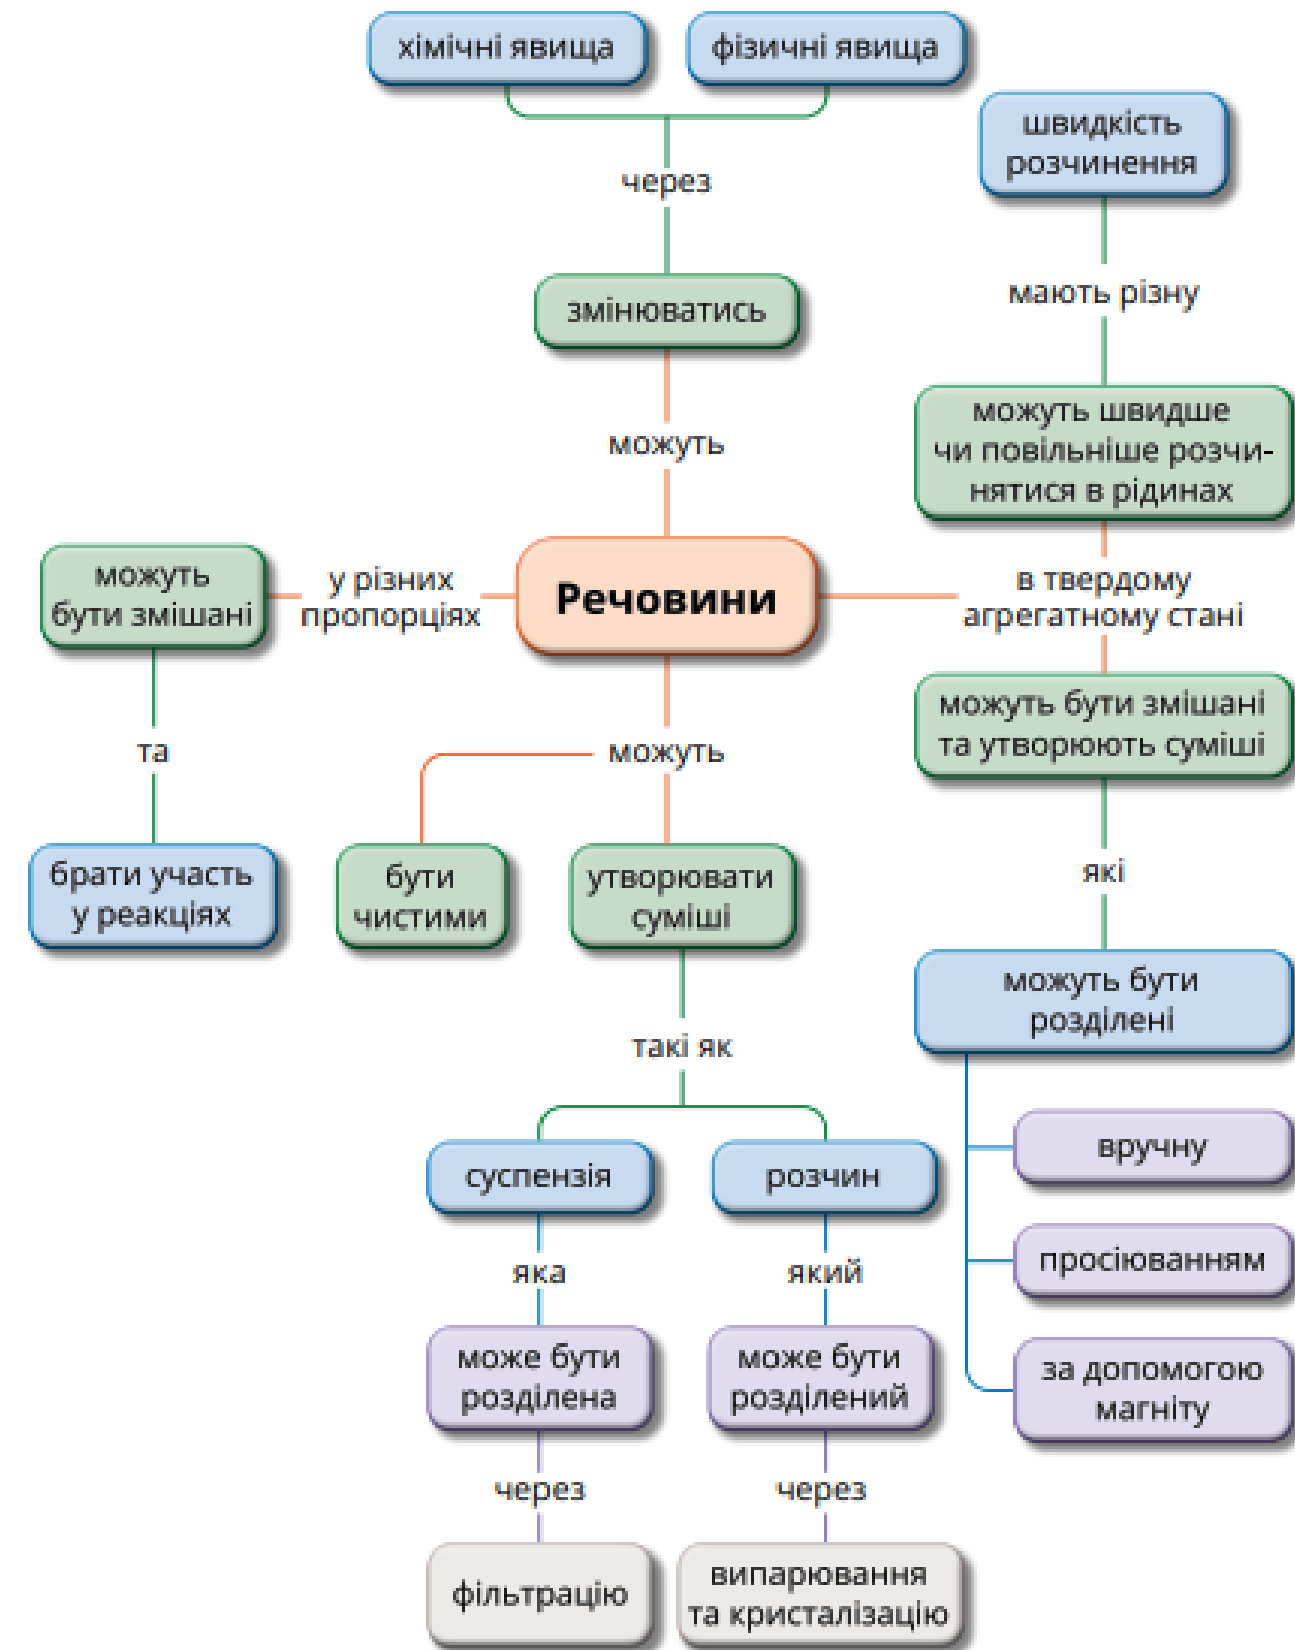 хімічні явища
фізичні явища
швидкість
розчинення
через
мають різну
змінюватись
можуть швидше
чи повільніше розчи-
нятися в рідинах
можуть
можуть
бути змішані
у різних
пропорціях
Речовини
в твердому
агрегатному стані
можуть бути змішані
та утворюють суміші
та
можуть
брати участь
у реакціях
бути
чистими
утворювати
суміші
які
можуть бути
розділені
такі як
вручну
суспензія
розчин
просіюванням
яка
який
може бути
розділена
може бути
розділений
за допомогою
магніту
через
через
фільтрацію
випарювання
та кристалізацію